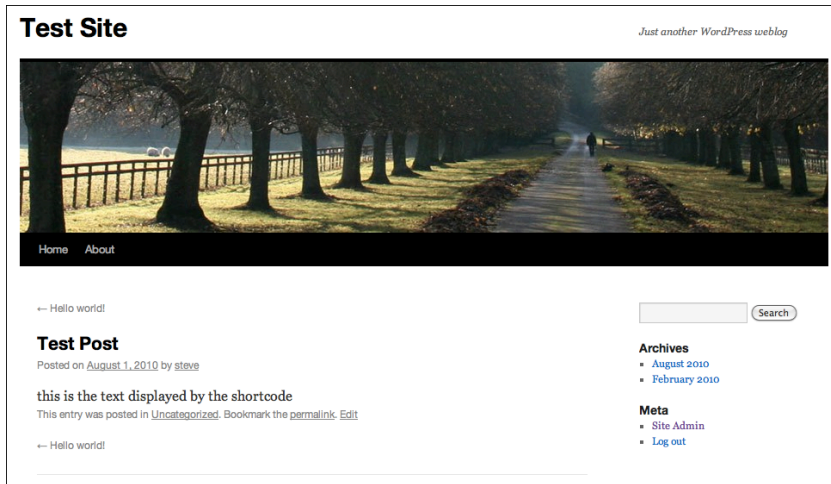 Test Site
Just another WordPress weblog
Home About
← Hello world!
Test Post
Posted on August 1, 2010 by steve
this is the text displayed by the shortcode
This entry was posted in Uncategorized. Bookmark the permalink. Edit
← Hello world!
Search
Archives
August 2010
February 2010
Meta
Site Admin
Log out